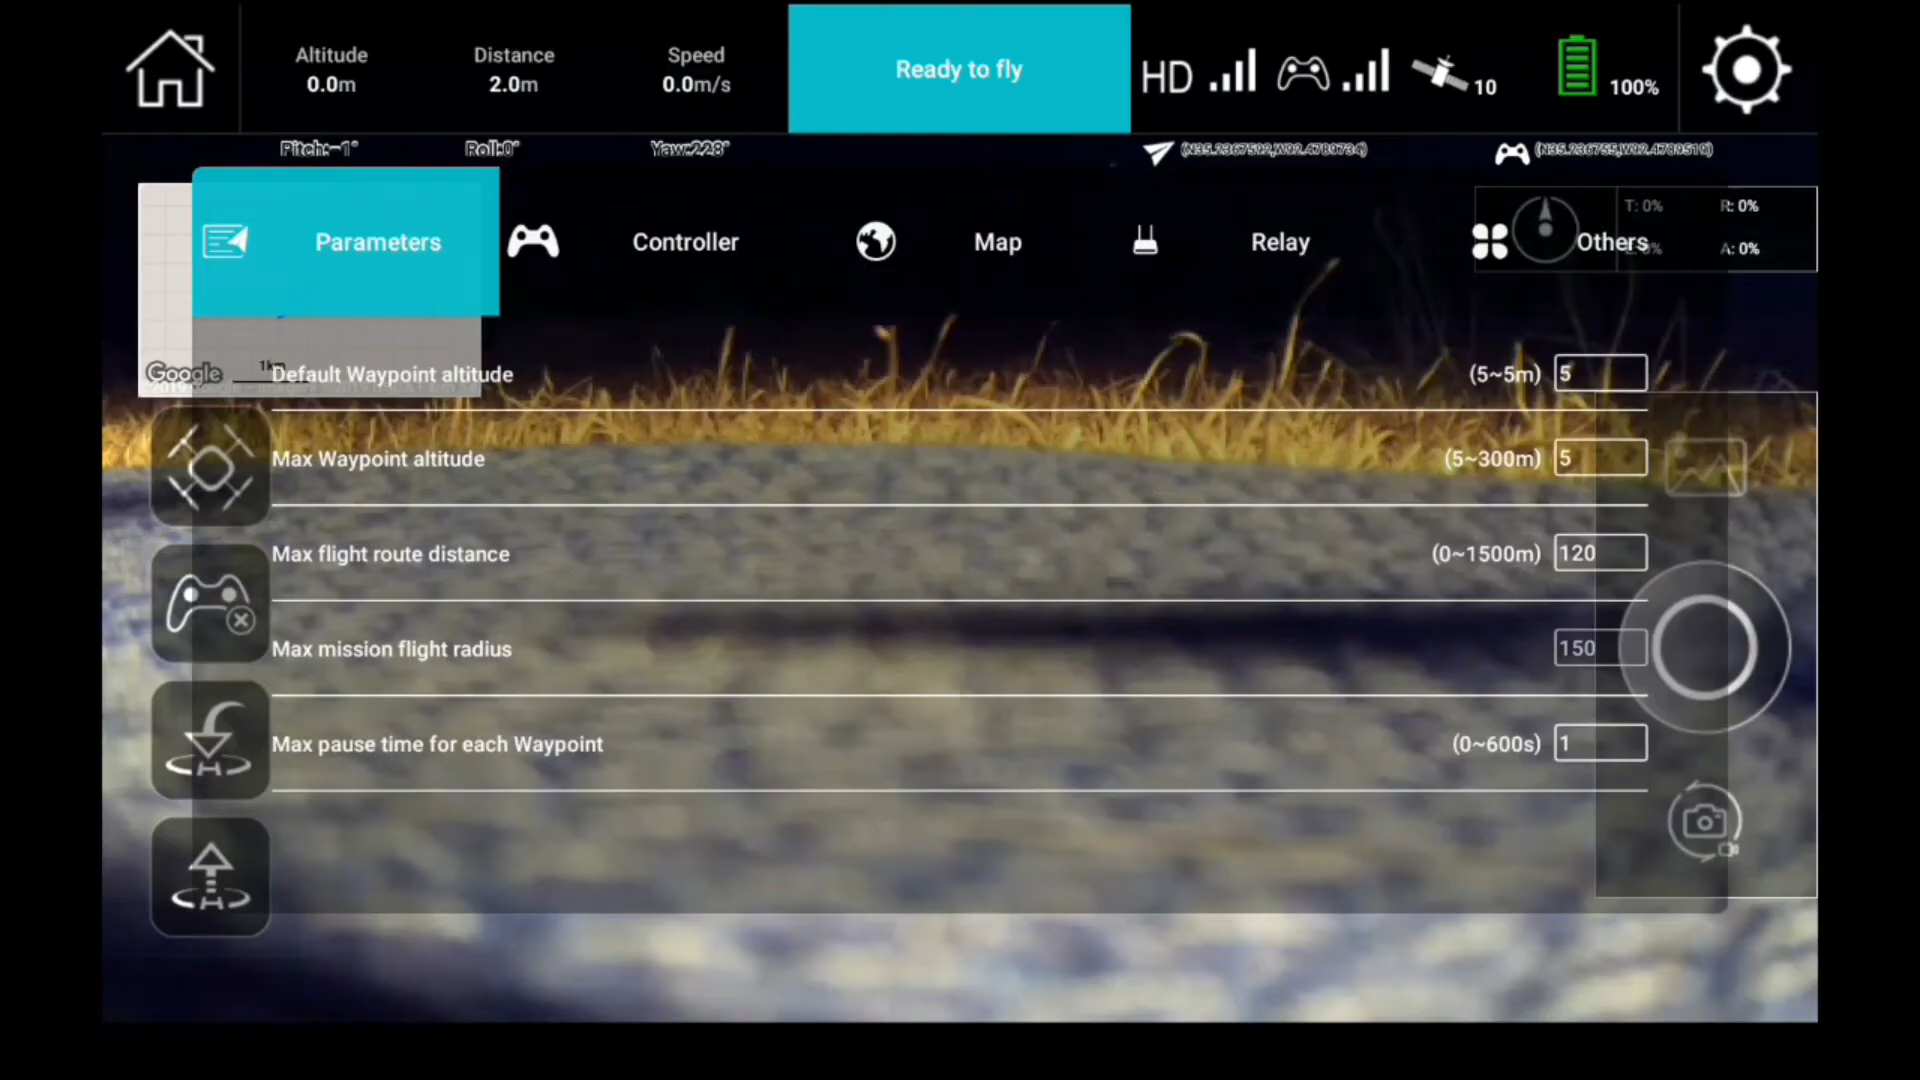 Altitude Distance Speed
0.0m 2.0m 0.0m/s
Ready to fly
HD 10 100%
Pitch:-1° Roll:0° Yaw:228°
Parameters Controller Map Relay Others
T: 0% R: 0%
A: 0%
Google 1km
Default Waypoint altitude (5~5m) 5
Max Waypoint altitude (5~300m) 5
Max flight route distance (0~1500m) 120
Max mission flight radius 150
Max pause time for each Waypoint (0~600s) 1